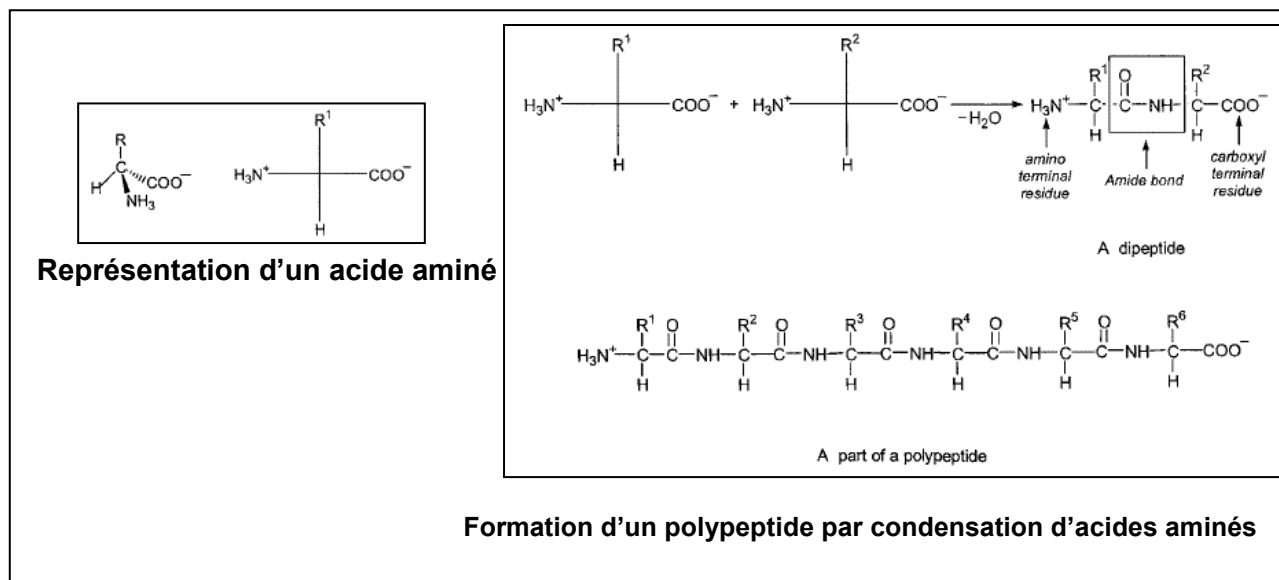 R
C
H
COO⁻
NH₃
R¹
H₃N⁺
COO⁻
H
Représentation d'un acide aminé
R¹ R²
H₃N⁺ COO⁻ + H₃N⁺ COO⁻
H H
−H₂O
R¹ O R²
H₃N⁺ C C NH C COO⁻
H H
amino terminal residue
Amide bond
carboxyl terminal residue
A dipeptide
R¹ O R² O R³ O R⁴ O R⁵ O R⁶
H₃N⁺ C C NH C C NH C C NH C C NH C C NH C COO⁻
H H H H H H
A part of a polypeptide
Formation d'un polypeptide par condensation d'acides aminés